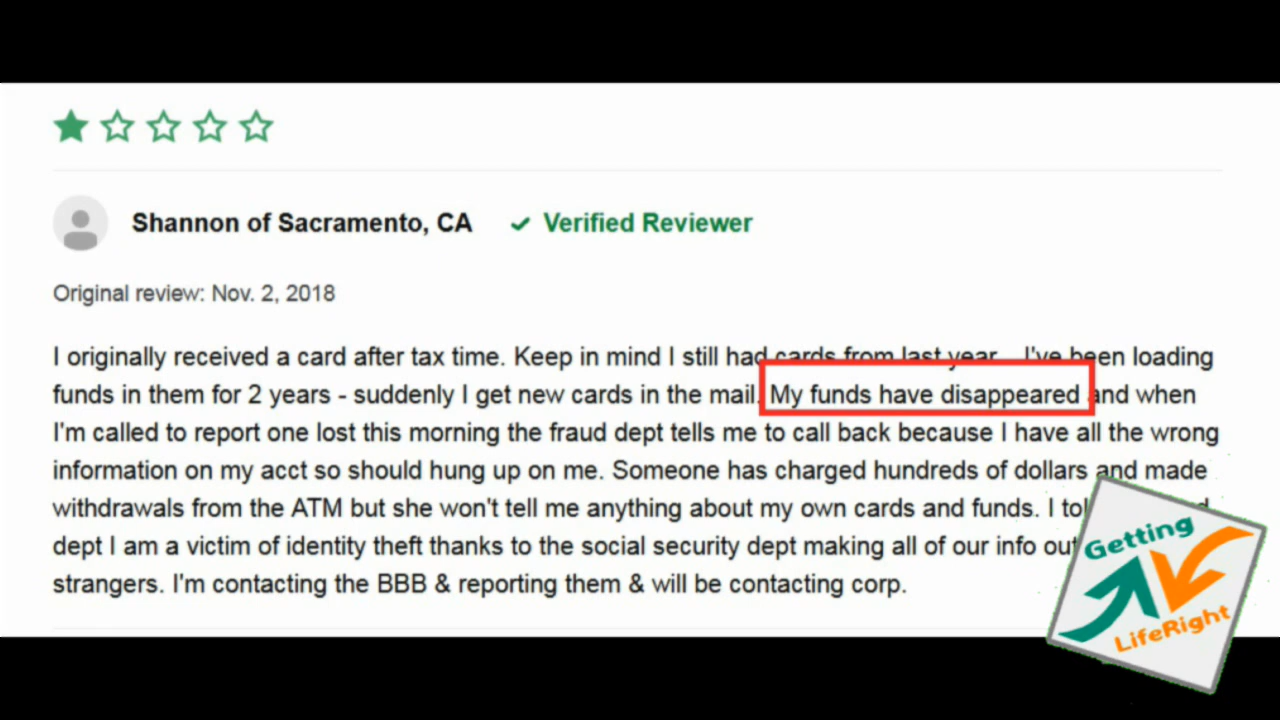 Shannon of Sacramento, CA Verified Reviewer
Original review: Nov. 2, 2018
I originally received a card after tax time. Keep in mind I still had cards from last year I've been loading
funds in them for 2 years - suddenly I get new cards in the mail. My funds have disappeared and when
I'm called to report one lost this morning the fraud dept tells me to call back because I have all the wrong
information on my acct so should hung up on me. Someone has charged hundreds of dollars and made
withdrawals from the ATM but she won't tell me anything about my own cards and funds. I
dept I am a victim of identity theft thanks to the social security dept making all of our info
strangers. I'm contacting the BBB & reporting them & will be contacting corp.
Getting
LifeRight